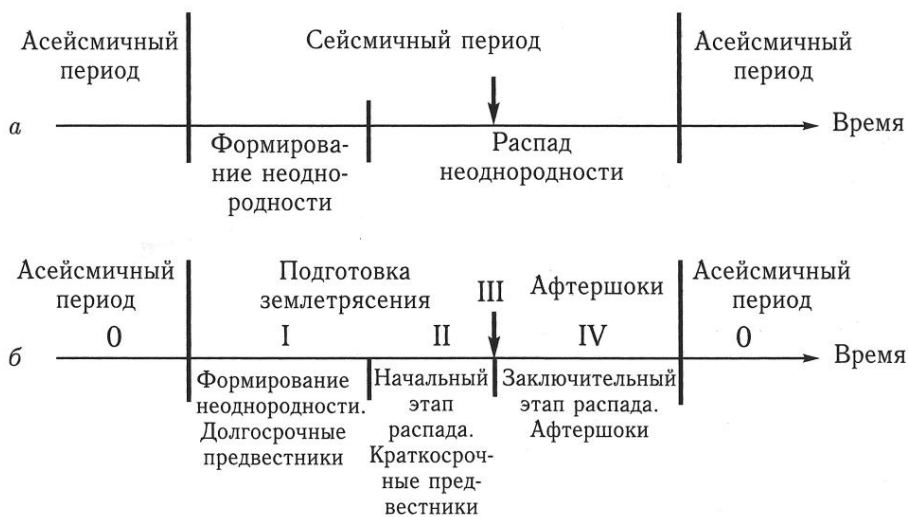 Асейсмичный
период
Сейсмичный период
Асейсмичный
период
а
Время
Формирова-
ние неодно-
родности
Распад
неоднородности
Асейсмичный
период
0
Подготовка
землетрясения
I
II
III
Афтершоки
IV
Асейсмичный
период
0
б
Время
Формирование
неоднородности.
Долгосрочные
предвестники
Начальный
этап
распада.
Краткосроч-
ные пред-
вестники
Заключительный
этап распада.
Афтершоки